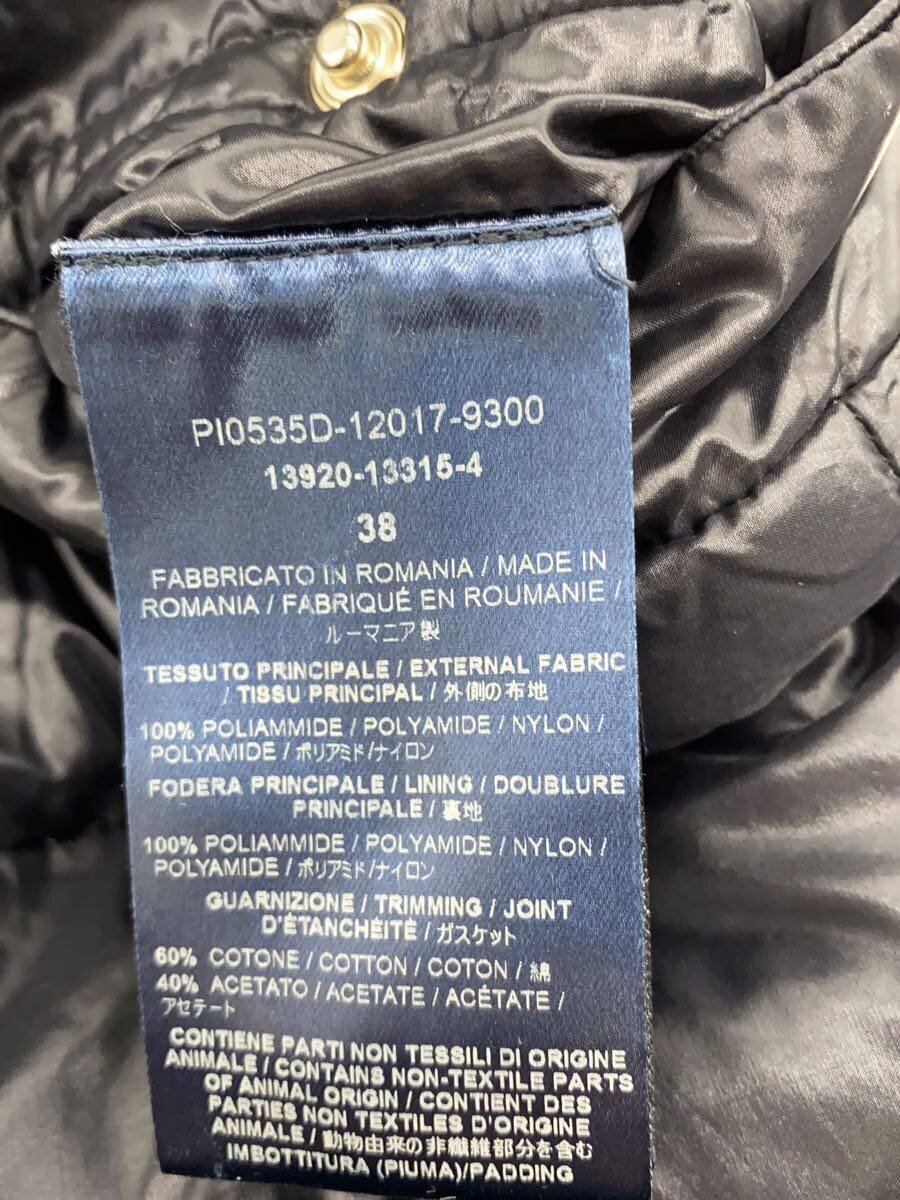 PI0535D-12017-9300
13920-13315-4
38
FABBRICATO IN ROMANIA / MADE IN
ROMANIA / FABRIQUÉ EN ROUMANIE /
ルーマニア製
TESSUTO PRINCIPALE / EXTERNAL FABRIC
/ TISSU PRINCIPAL / 外側の布地
100% POLIAMMIDE / POLYAMIDE / NYLON /
POLYAMIDE / ポリアミド/ナイロン
FODERA PRINCIPALE / LINING / DOUBLURE
PRINCIPALE / 裏地
100% POLIAMMIDE / POLYAMIDE / NYLON /
POLYAMIDE / ポリアミド/ナイロン
GUARNIZIONE / TRIMMING / JOINT
D'ÉTANCHÉITÉ / ガスケット
60% COTONE / COTTON / COTON / 綿
40% ACETATO / ACETATE / ACÉTATE /
アセテート
CONTIENE PARTI NON TESSILI DI ORIGINE
ANIMALE / CONTAINS NON-TEXTILE PARTS
OF ANIMAL ORIGIN / CONTIENT DES
PARTIES NON TEXTILES D'ORIGINE
ANIMALE / 動物由来の非繊維部分を含む
IMBOTTITURA (PIUMA)/PADDING